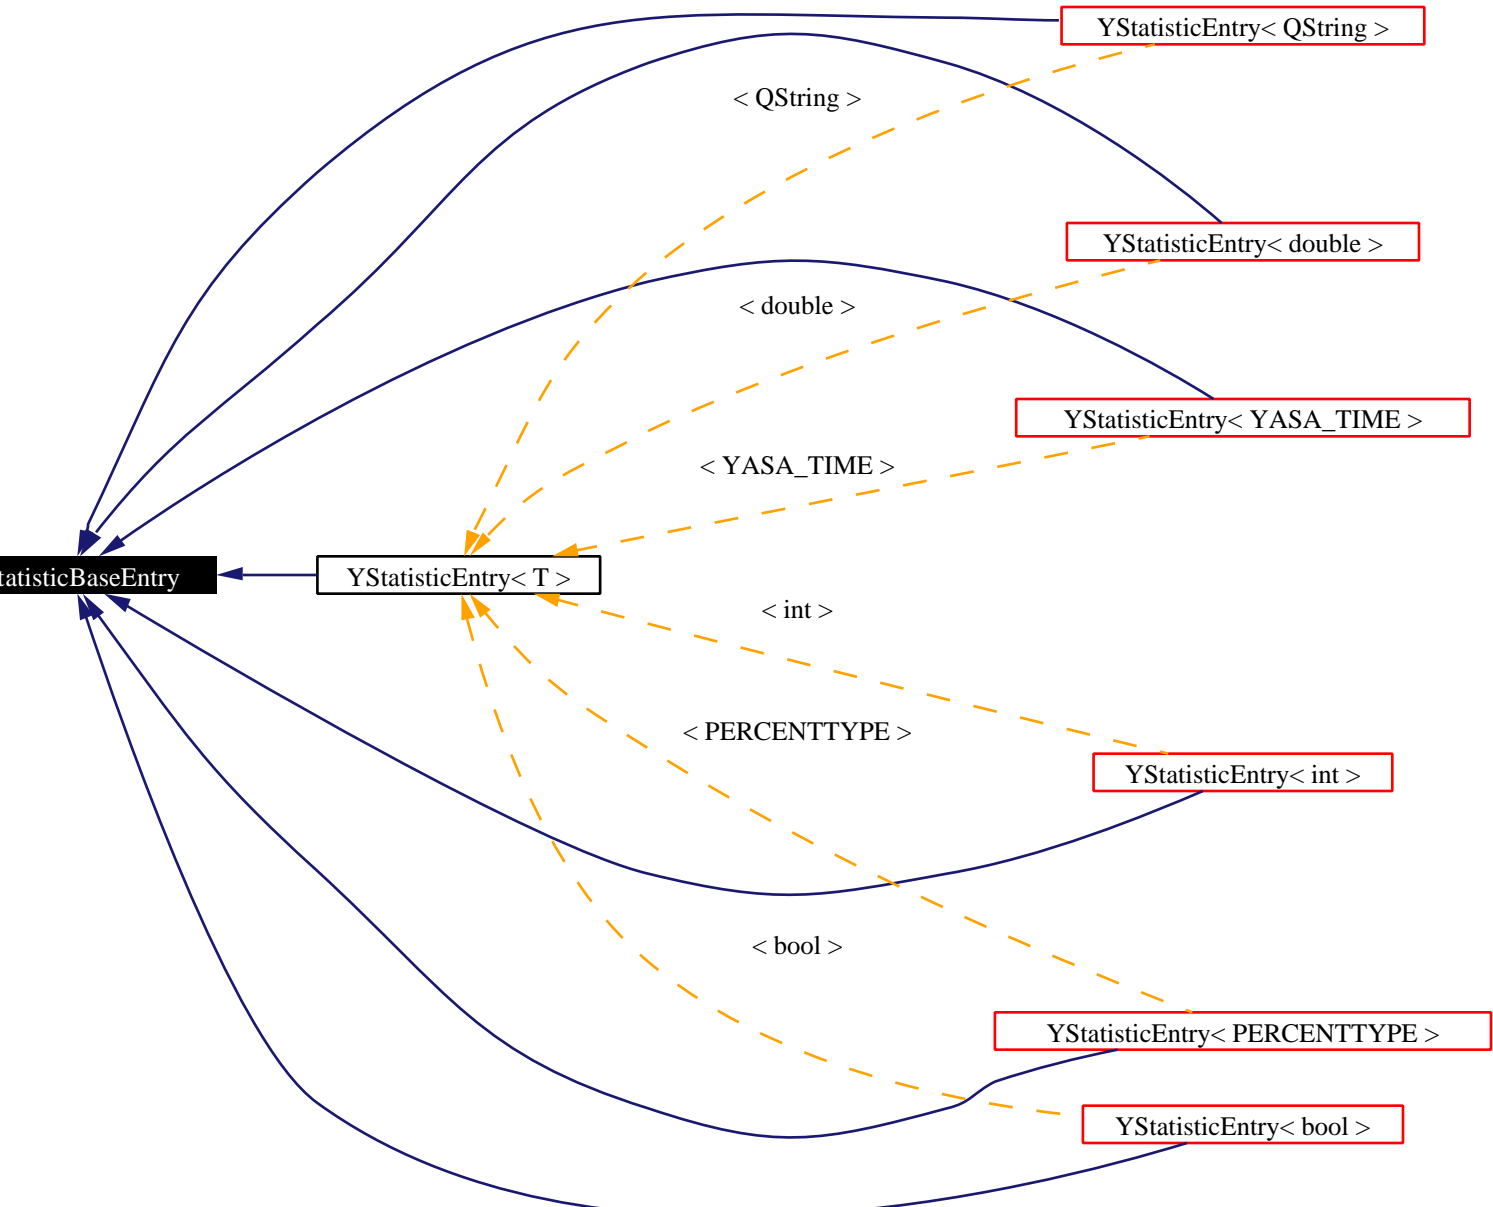 YStatisticEntry< QString >
< QString >
YStatisticEntry< double >
< double >
YStatisticEntry< YASA_TIME >
< YASA_TIME >
tatisticBaseEntry
YStatisticEntry< T >
< int >
< PERCENTTYPE >
YStatisticEntry< int >
< bool >
YStatisticEntry< PERCENTTYPE >
YStatisticEntry< bool >